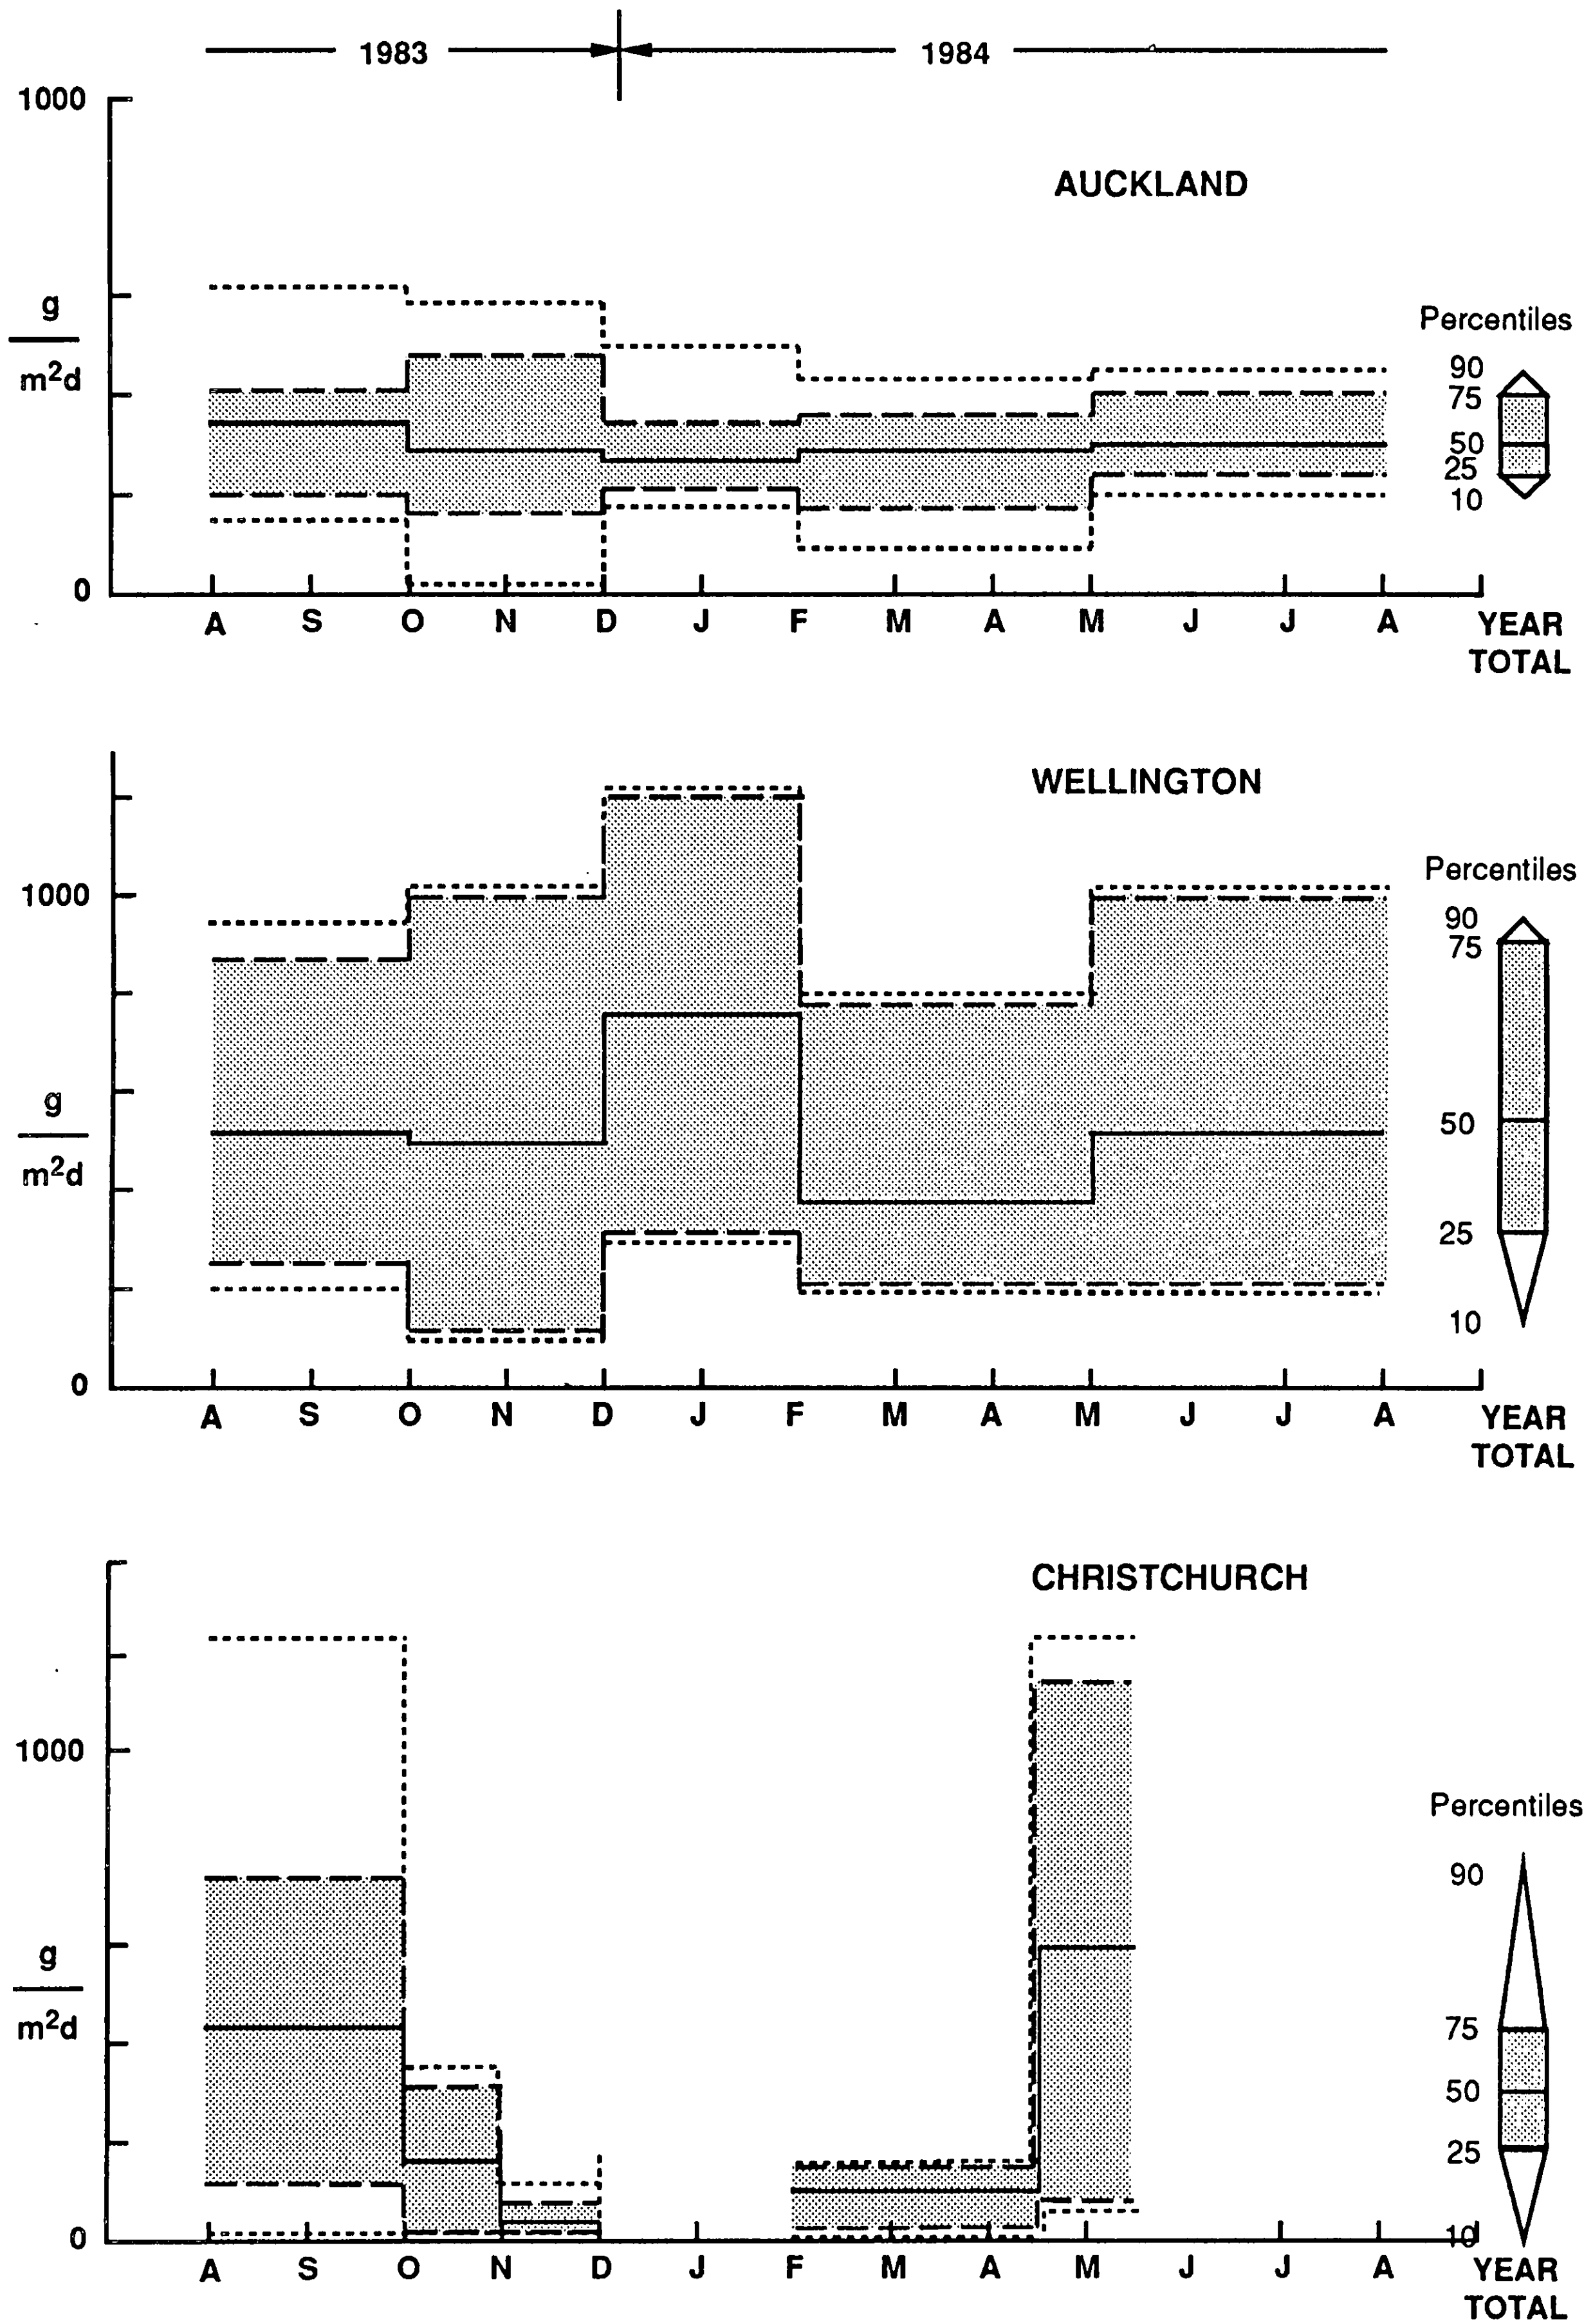 1983 1984
1000
AUCKLAND
g
m²d
Percentiles
90
75
50
25
10
0
A S O N D J F M A M J J A YEAR
TOTAL
WELLINGTON
1000
Percentiles
90
75
g
m²d
50
25
10
0
A S O N D J F M A M J J A YEAR
TOTAL
CHRISTCHURCH
1000
Percentiles
90
g
m²d
75
50
25
0 10
A S O N D J F M A M J J A YEAR
TOTAL